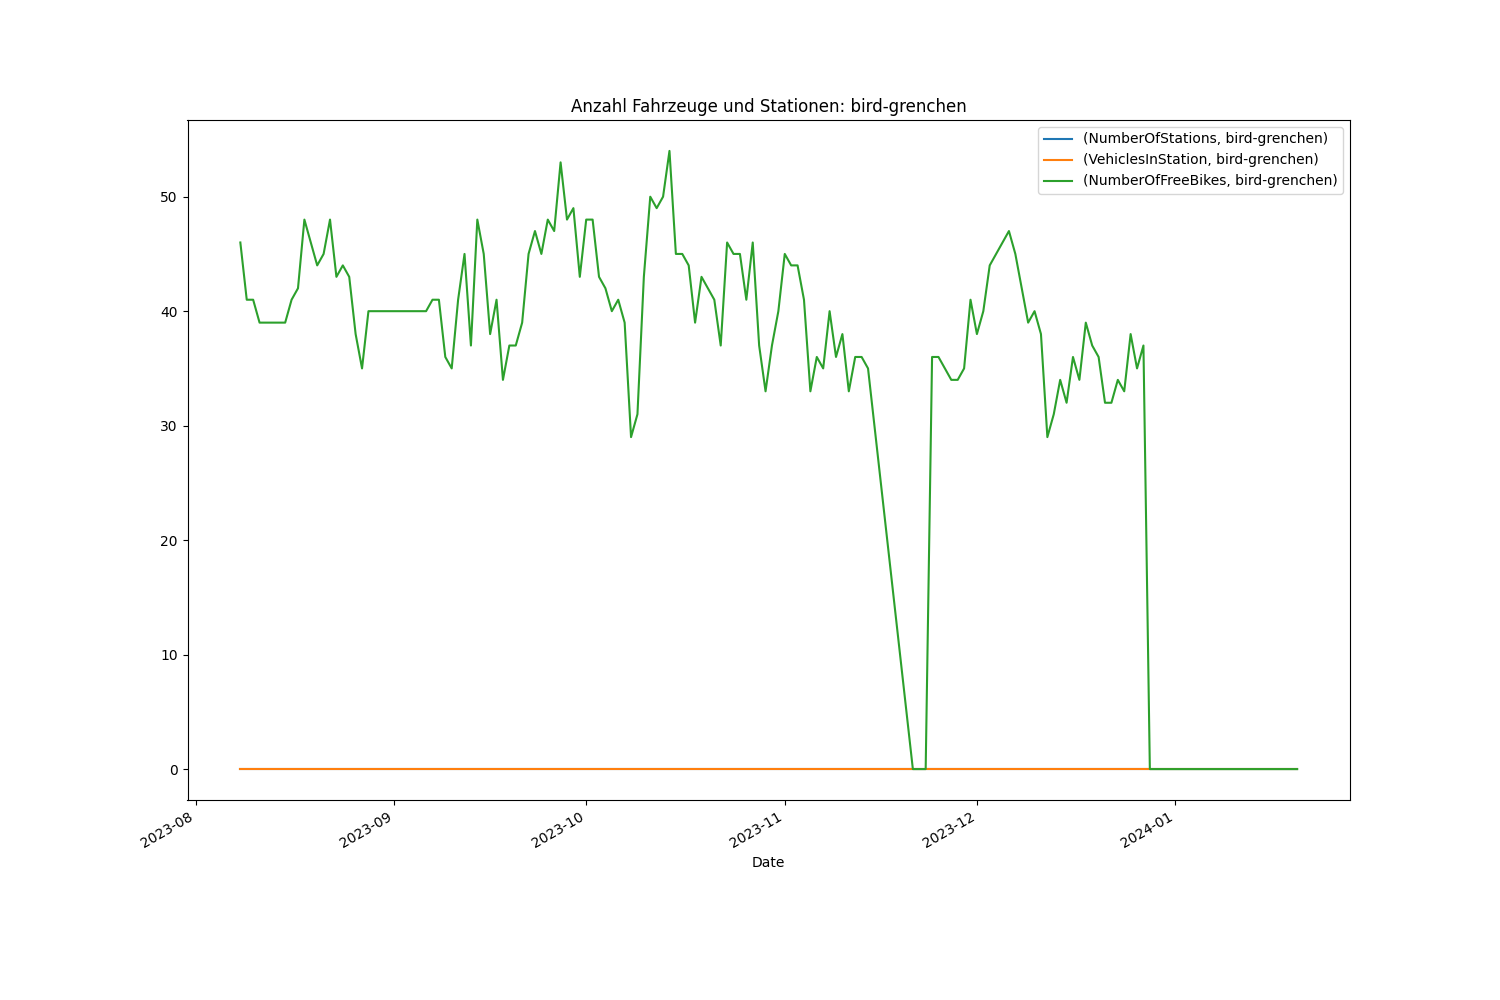 Anzahl Fahrzeuge und Stationen: bird-grenchen
(NumberOfStations, bird-grenchen)
(VehiclesInStation, bird-grenchen)
(NumberOfFreeBikes, bird-grenchen)
50
40
30
20
10
0
2023-08
2023-09
2023-10
2023-11
2023-12
2024-01
Date